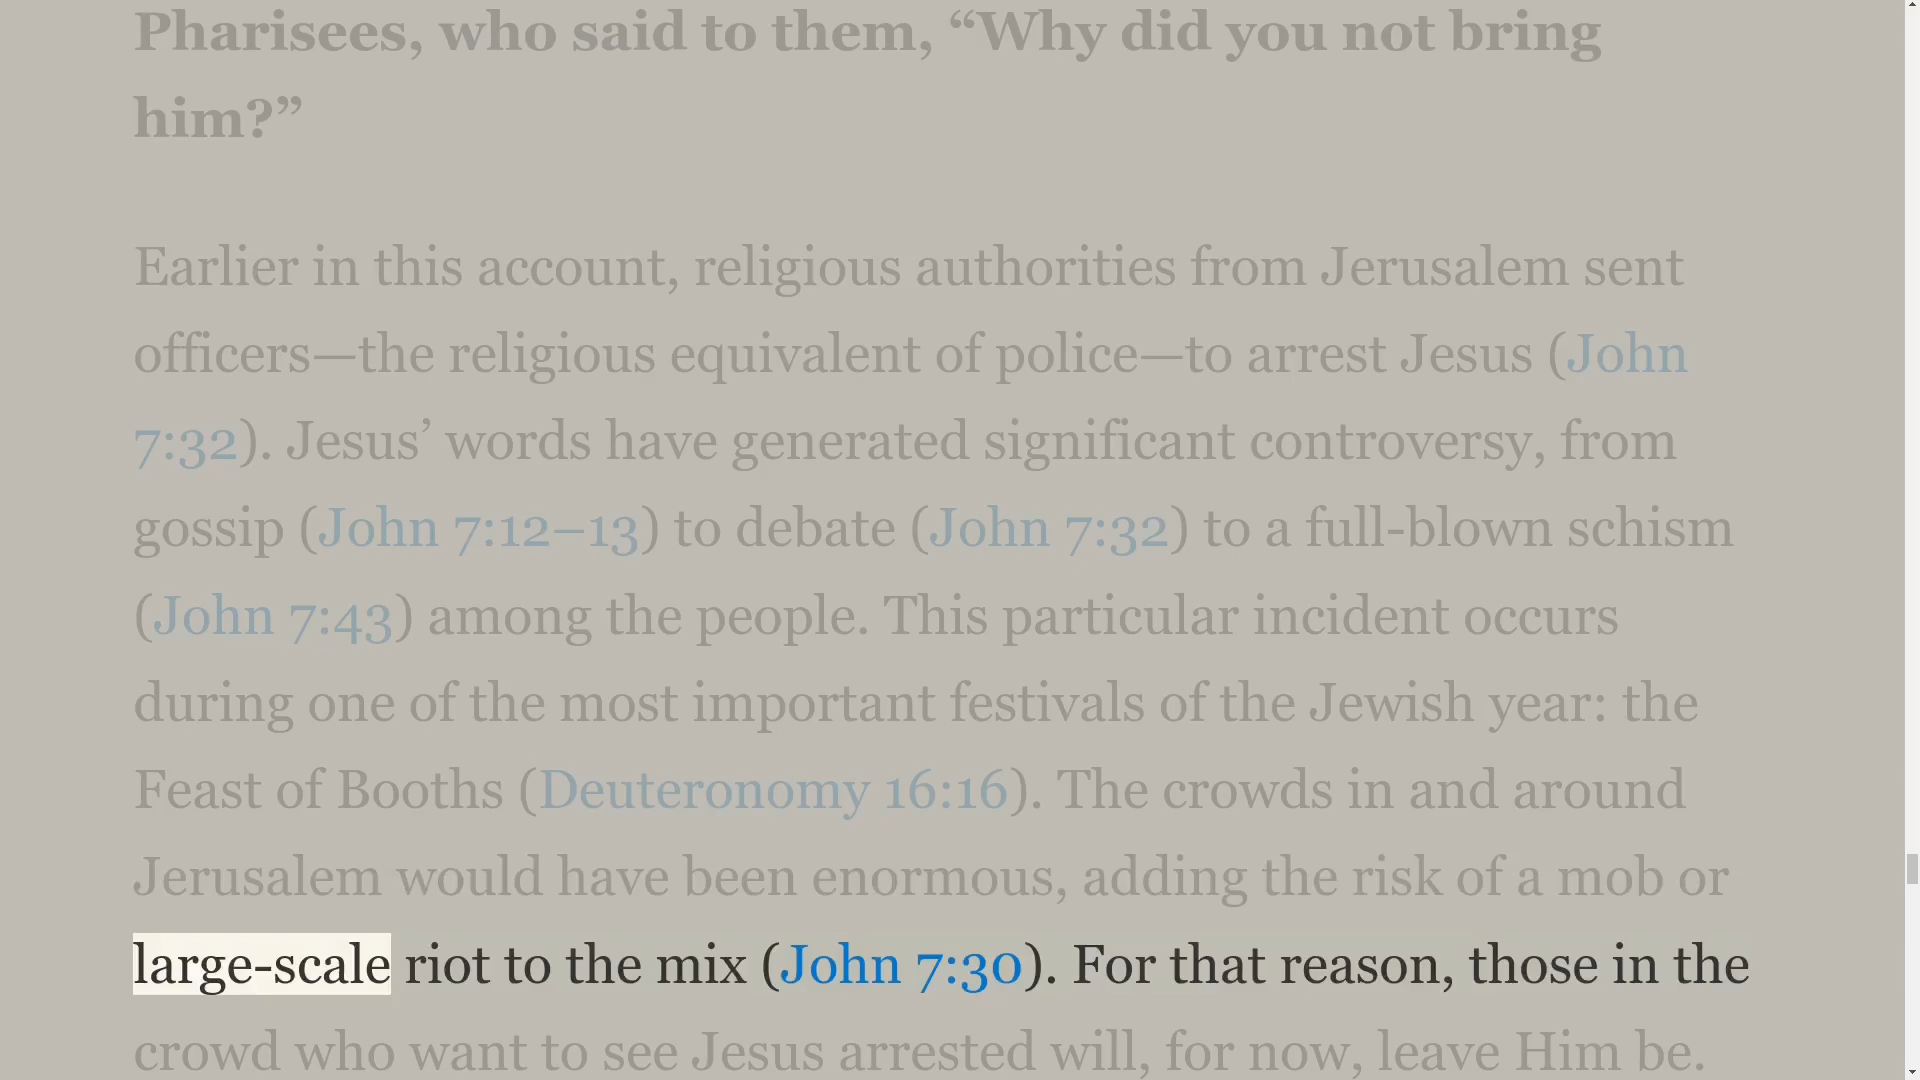 Pharisees, who said to them, “Why did you not bring
him?”
Earlier in this account, religious authorities from Jerusalem sent
officers—the religious equivalent of police—to arrest Jesus (John
7:32). Jesus’ words have generated significant controversy, from
gossip (John 7:12–13) to debate (John 7:32) to a full-blown schism
(John 7:43) among the people. This particular incident occurs
during one of the most important festivals of the Jewish year: the
Feast of Booths (Deuteronomy 16:16). The crowds in and around
Jerusalem would have been enormous, adding the risk of a mob or
large-scale riot to the mix (John 7:30). For that reason, those in the
crowd who want to see Jesus arrested will, for now, leave Him be.